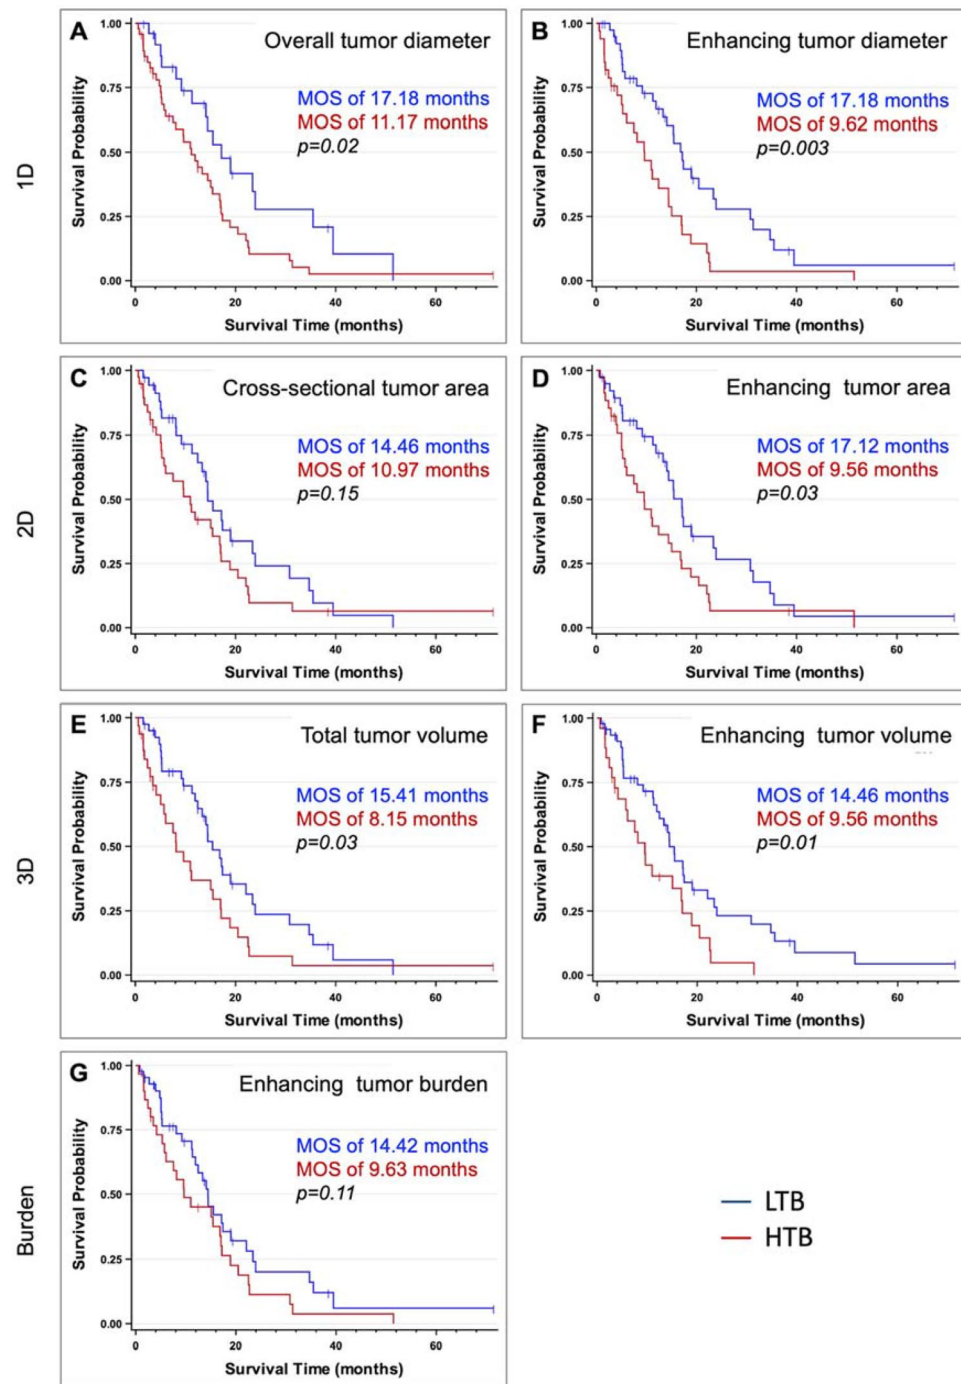 1D
A
Overall tumor diameter
MOS of 17.18 months
MOS of 11.17 months
p=0.02
Survival Probability
1.00
0.75
0.50
0.25
0.00
0
20
40
60
Survival Time (months)
B
Enhancing tumor diameter
MOS of 17.18 months
MOS of 9.62 months
p=0.003
Survival Probability
1.00
0.75
0.50
0.25
0.00
0
20
40
60
Survival Time (months)
2D
C
Cross-sectional tumor area
MOS of 14.46 months
MOS of 10.97 months
p=0.15
Survival Probability
1.00
0.75
0.50
0.25
0.00
0
20
40
60
Survival Time (months)
D
Enhancing tumor area
MOS of 17.12 months
MOS of 9.56 months
p=0.03
Survival Probability
1.00
0.75
0.50
0.25
0.00
0
20
40
60
Survival Time (months)
3D
E
Total tumor volume
MOS of 15.41 months
MOS of 8.15 months
p=0.03
Survival Probability
1.00
0.75
0.50
0.25
0.00
0
20
40
60
Survival Time (months)
F
Enhancing tumor volume
MOS of 14.46 months
MOS of 9.56 months
p=0.01
Survival Probability
1.00
0.75
0.50
0.25
0.00
0
20
40
60
Survival Time (months)
Burden
G
Enhancing tumor burden
MOS of 14.42 months
MOS of 9.63 months
p=0.11
Survival Probability
1.00
0.75
0.50
0.25
0.00
0
20
40
60
Survival Time (months)
LTB
HTB